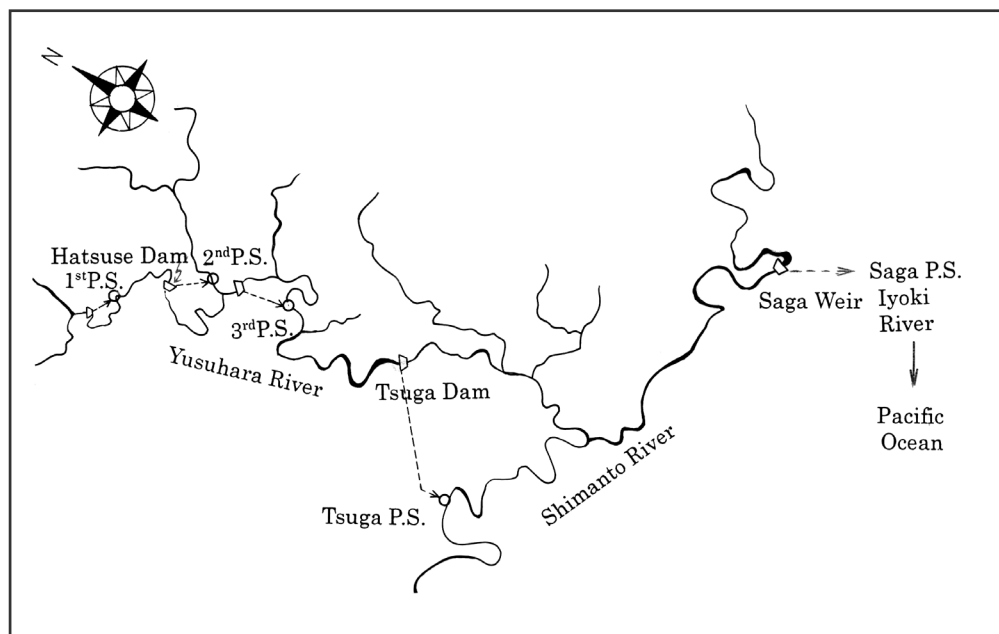 N
Hatsuse Dam
1st P.S.
2nd P.S.
3rd P.S.
Yusuhara River
Tsuga Dam
Tsuga P.S.
Shimanto River
Saga Weir
Saga P.S.
Iyoki
River
Pacific
Ocean